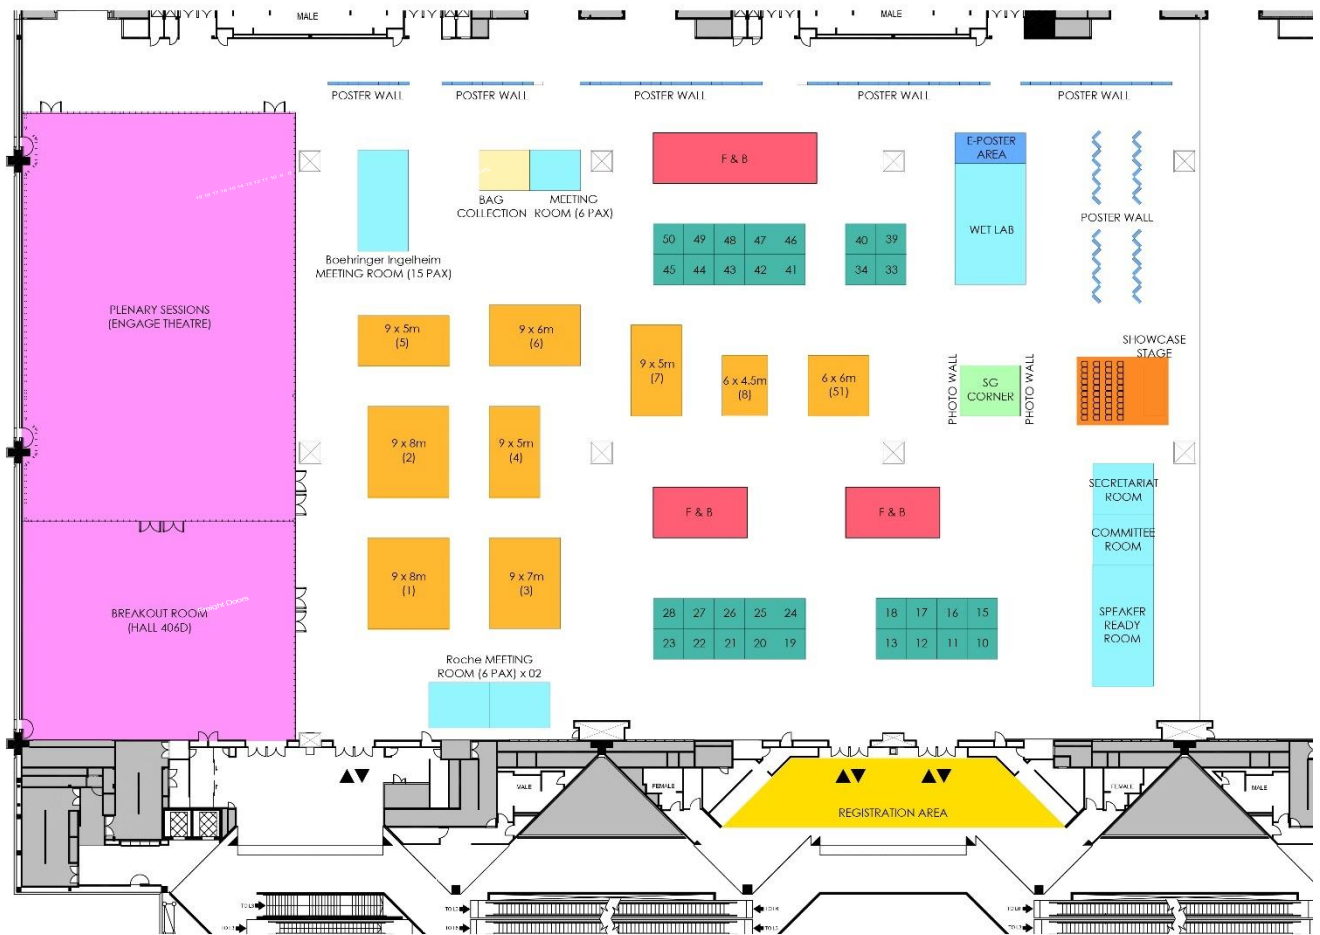 MALE
MALE
POSTER WALL
POSTER WALL
POSTER WALL
POSTER WALL
POSTER WALL
F & B
E-POSTER
AREA
WET LAB
POSTER WALL
BAG
COLLECTION
MEETING
ROOM (6 PAX)
Boehringer Ingelheim
MEETING ROOM (15 PAX)
50 49 48 47 46
45 44 43 42 41
40 39
34 33
PLENARY SESSIONS
(ENGAGE THEATRE)
9 x 5m
(5)
9 x 6m
(6)
9 x 5m
(7)
6 x 4.5m
(8)
6 x 6m
(51)
PHOTO WALL
SG
CORNER
PHOTO WALL
SHOWCASE
STAGE
9 x 8m
(2)
9 x 5m
(4)
F & B
F & B
SECRETARIAT
ROOM
COMMITTEE
ROOM
SPEAKER
READY
ROOM
9 x 8m
(1)
9 x 7m
(3)
BREAKOUT ROOM
(HALL 406D)
Freight Doors
28 27 26 25 24
23 22 21 20 19
18 17 16 15
13 12 11 10
Roche MEETING
ROOM (6 PAX) x 02
MALE
FEMALE
REGISTRATION AREA
FEMALE
MALE